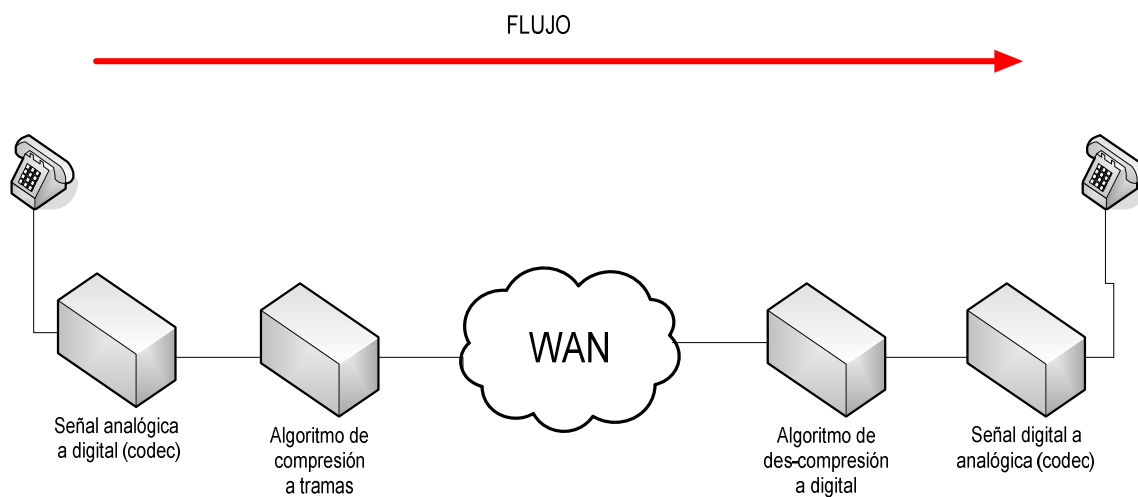 FLUJO
WAN
Señal analógica
a digital (codec)
Algoritmo de
compresión
a tramas
Algoritmo de
des-compresión
a digital
Señal digital a
analógica (codec)